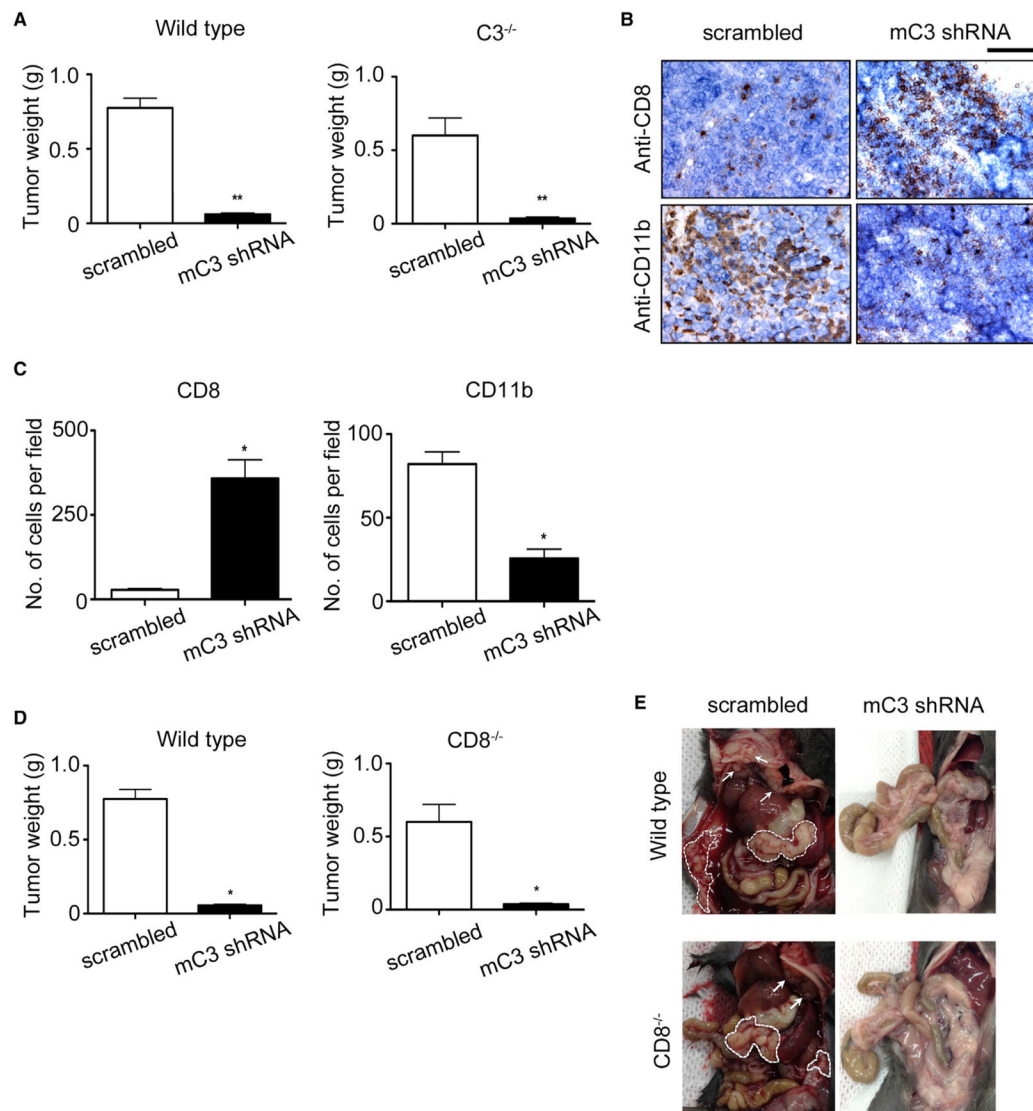 A
Wild type
Tumor weight (g)
1.0
0.5
0
**
scrambled
mC3 shRNA
C3-/-
Tumor weight (g)
1.0
0.5
0
**
scrambled
mC3 shRNA
B
scrambled
mC3 shRNA
Anti-CD8
Anti-CD11b
C
CD8
No. of cells per field
500
250
0
*
scrambled
mC3 shRNA
CD11b
No. of cells per field
100
50
0
*
scrambled
mC3 shRNA
D
Wild type
Tumor weight (g)
1.0
0.5
0
*
scrambled
mC3 shRNA
CD8-/-
Tumor weight (g)
1.0
0.5
0
*
scrambled
mC3 shRNA
E
scrambled
mC3 shRNA
Wild type
CD8-/-